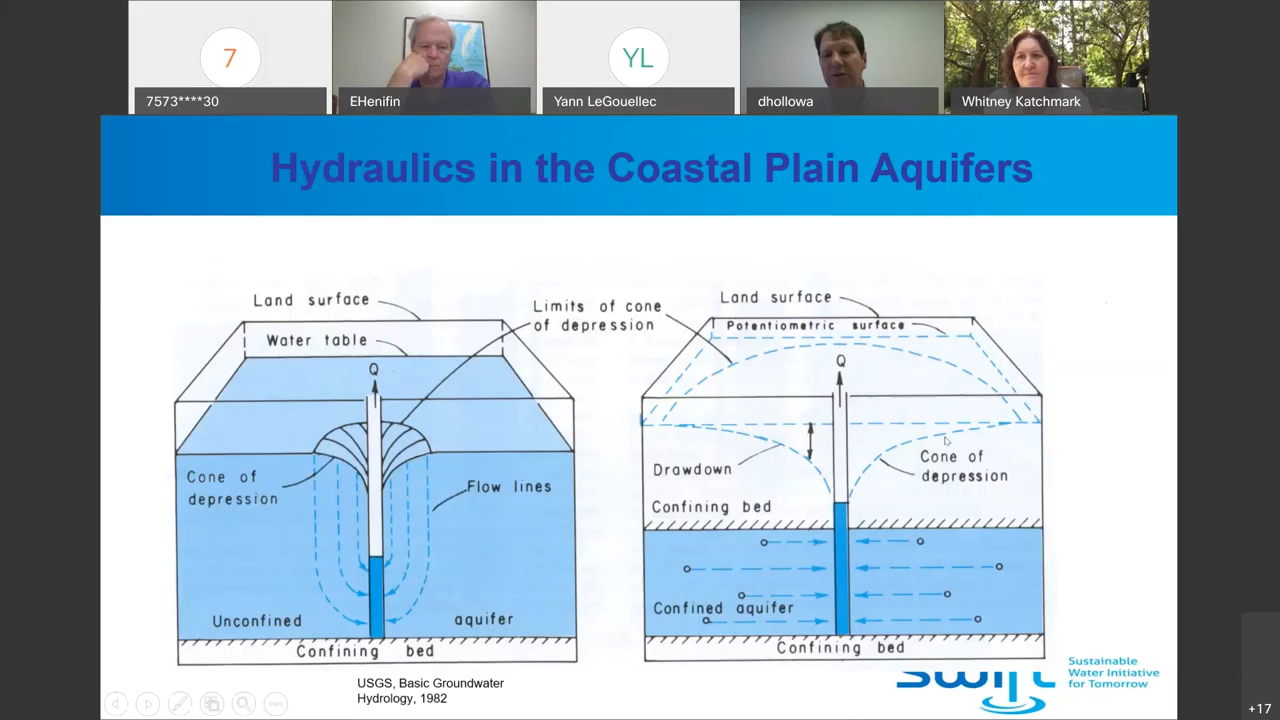 7
YL
7573****30
EHenifin
Yann LeGouellec
dhollowa
Whitney Katchmark
Hydraulics in the Coastal Plain Aquifers
Land surface
Water table
Q
Limits of cone
of depression
Cone of
depression
Flow lines
Unconfined aquifer
Confining bed
Land surface
Potentiometric surface
Q
Drawdown
Cone of
depression
Confining bed
Confined aquifer
Confining bed
USGS, Basic Groundwater
Hydrology, 1982
swift
Sustainable
Water Initiative
for Tomorrow
+17